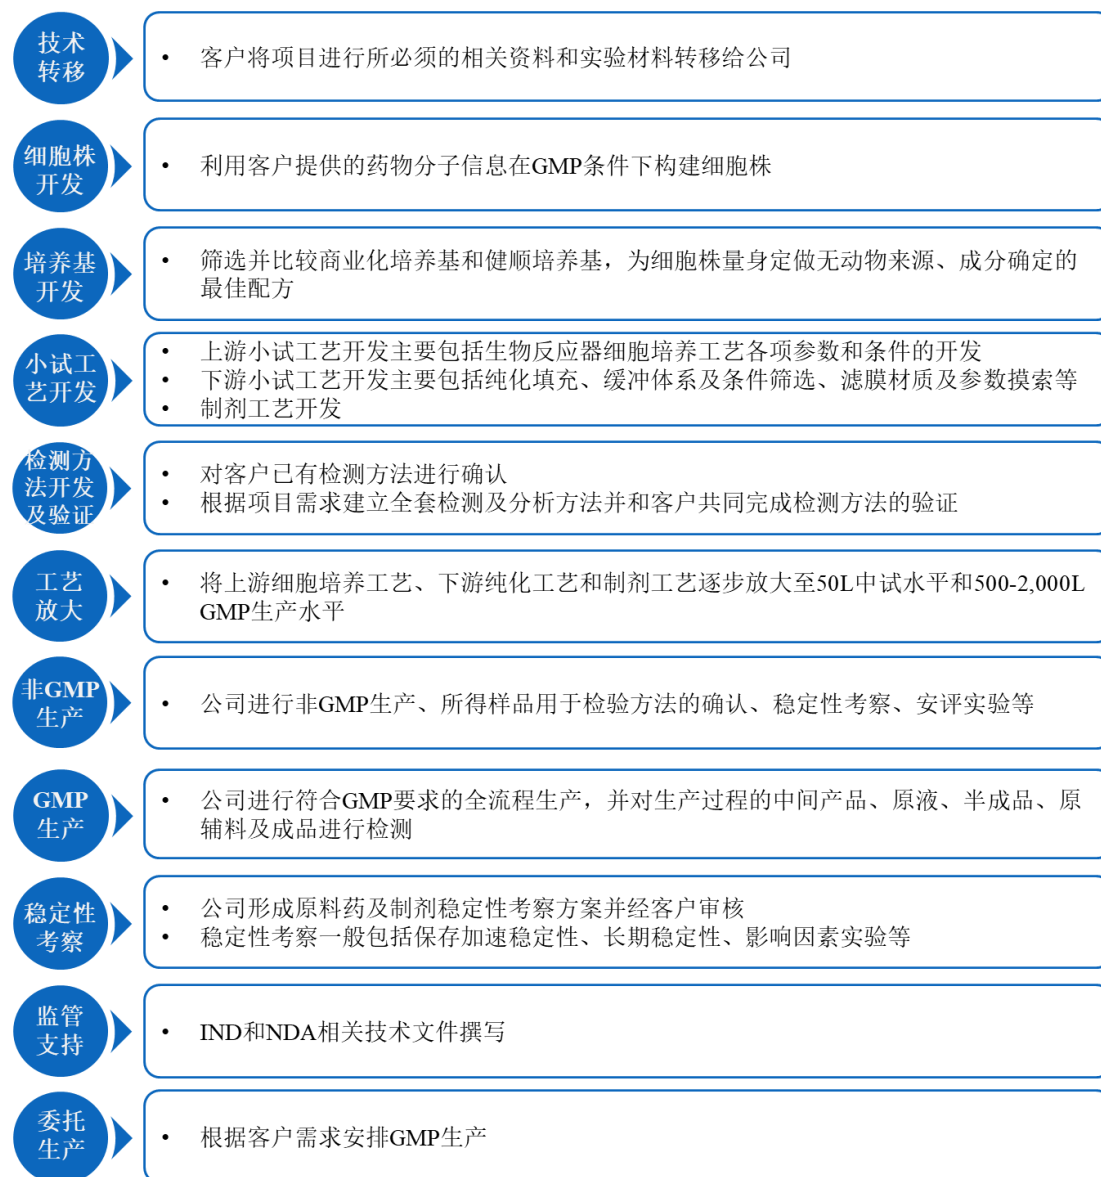 技术
转移
• 客户将项目进行所必须的相关资料和实验材料转移给公司
细胞株
开发
• 利用客户提供的药物分子信息在GMP条件下构建细胞株
培养基
开发
• 筛选并比较商业化培养基和健顺培养基，为细胞株量身定做无动物来源、成分确定的
最佳配方
小试工
艺开发
• 上游小试工艺开发主要包括生物反应器细胞培养工艺各项参数和条件的开发
• 下游小试工艺开发主要包括纯化填充、缓冲体系及条件筛选、滤膜材质及参数摸索等
• 制剂工艺开发
检测方
法开发
及验证
• 对客户已有检测方法进行确认
• 根据项目需求建立全套检测及分析方法并和客户共同完成检测方法的验证
工艺
放大
• 将上游细胞培养工艺、下游纯化工艺和制剂工艺逐步放大至50L中试水平和500-2,000L
GMP生产水平
非GMP
生产
• 公司进行非GMP生产、所得样品用于检验方法的确认、稳定性考察、安评实验等
GMP
生产
• 公司进行符合GMP要求的全流程生产，并对生产过程的中间产品、原液、半成品、原
辅料及成品进行检测
稳定性
考察
• 公司形成原料药及制剂稳定性考察方案并经客户审核
• 稳定性考察一般包括保存加速稳定性、长期稳定性、影响因素实验等
监管
支持
• IND和NDA相关技术文件撰写
委托
生产
• 根据客户需求安排GMP生产